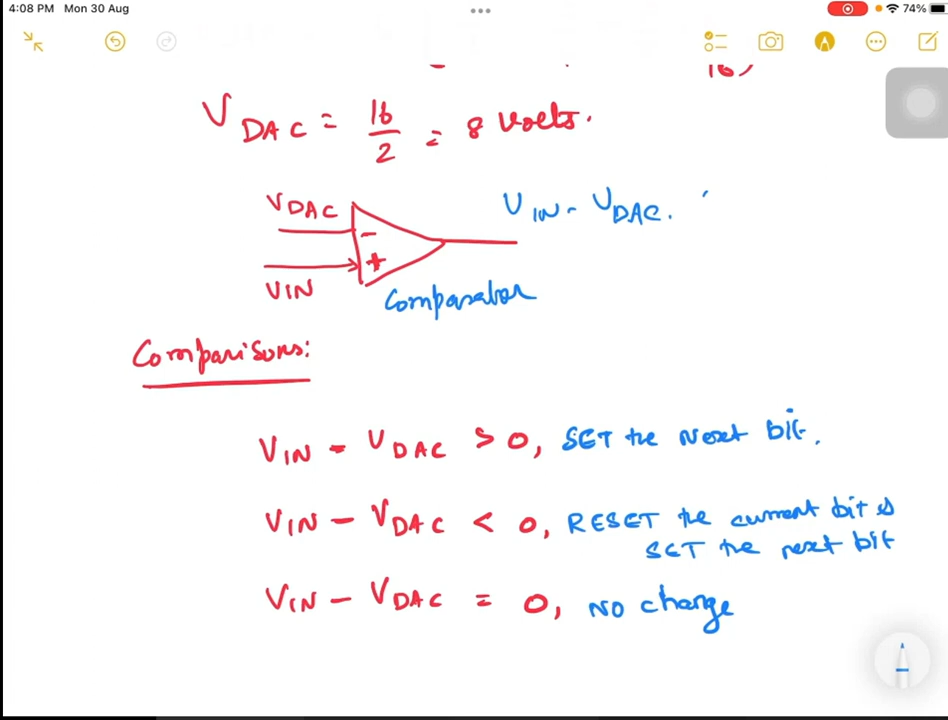 4:08 PM Mon 30 Aug
74%
16)
VDAC = 16/2 = 8 Volts.
VDAC
VIN - VDAC.
-
+
VIN
Comparator
Comparisons:
VIN - VDAC > 0, SET the Next bit.
VIN - VDAC < 0, RESET the current bit &
SET the next bit
VIN - VDAC = 0, NO change